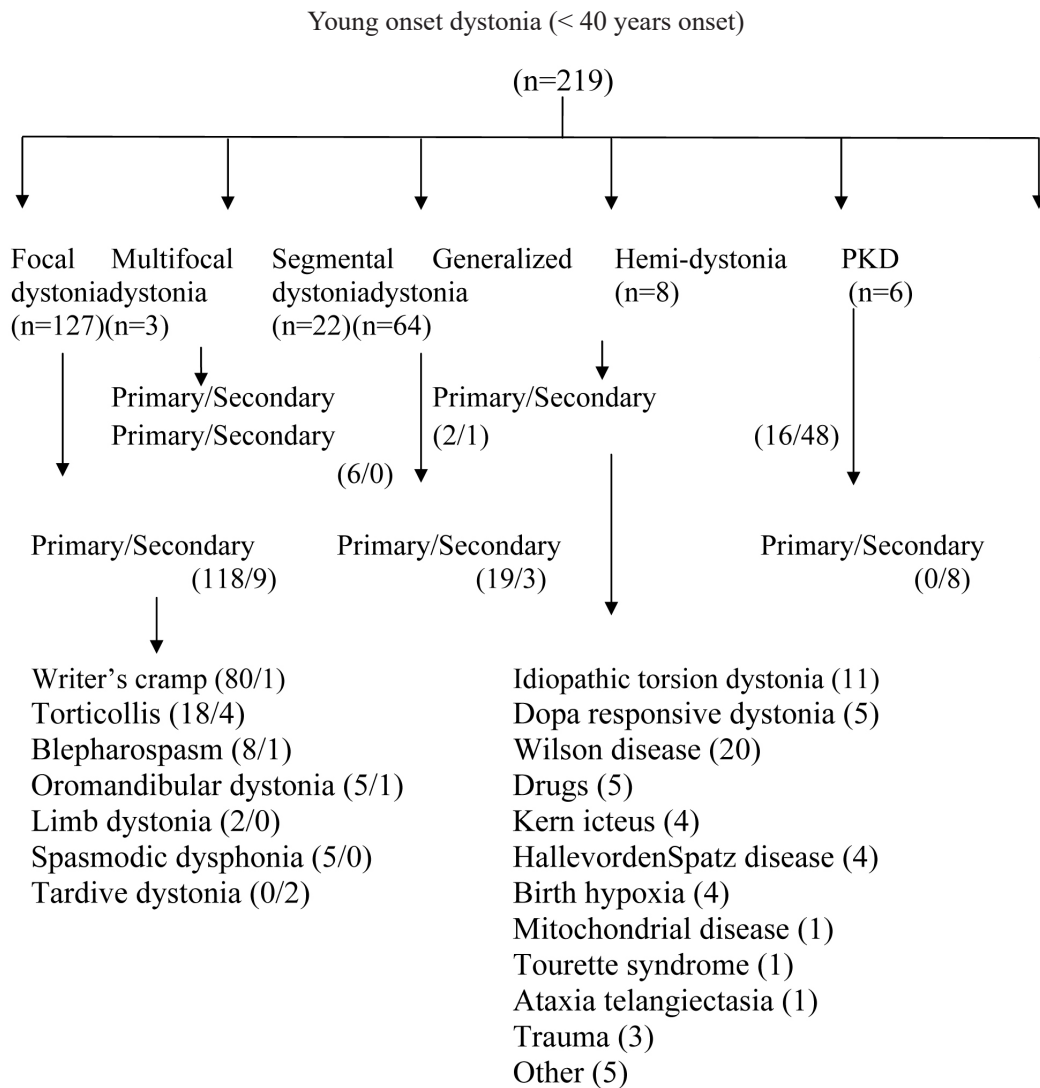 Young onset dystonia (< 40 years onset)
(n=219)
Focal Multifocal Segmental Generalized Hemi-dystonia PKD
dystoniadystonia dystoniadystonia (n=8) (n=6)
(n=127)(n=3) (n=22)(n=64)
Primary/Secondary Primary/Secondary
Primary/Secondary (2/1) (16/48)
(6/0)
Primary/Secondary Primary/Secondary Primary/Secondary
(118/9) (19/3) (0/8)
Writer’s cramp (80/1)
Torticollis (18/4)
Blepharospasm (8/1)
Oromandibular dystonia (5/1)
Limb dystonia (2/0)
Spasmodic dysphonia (5/0)
Tardive dystonia (0/2)
Idiopathic torsion dystonia (11)
Dopa responsive dystonia (5)
Wilson disease (20)
Drugs (5)
Kern icteus (4)
HallevordenSpatz disease (4)
Birth hypoxia (4)
Mitochondrial disease (1)
Tourette syndrome (1)
Ataxia telangiectasia (1)
Trauma (3)
Other (5)